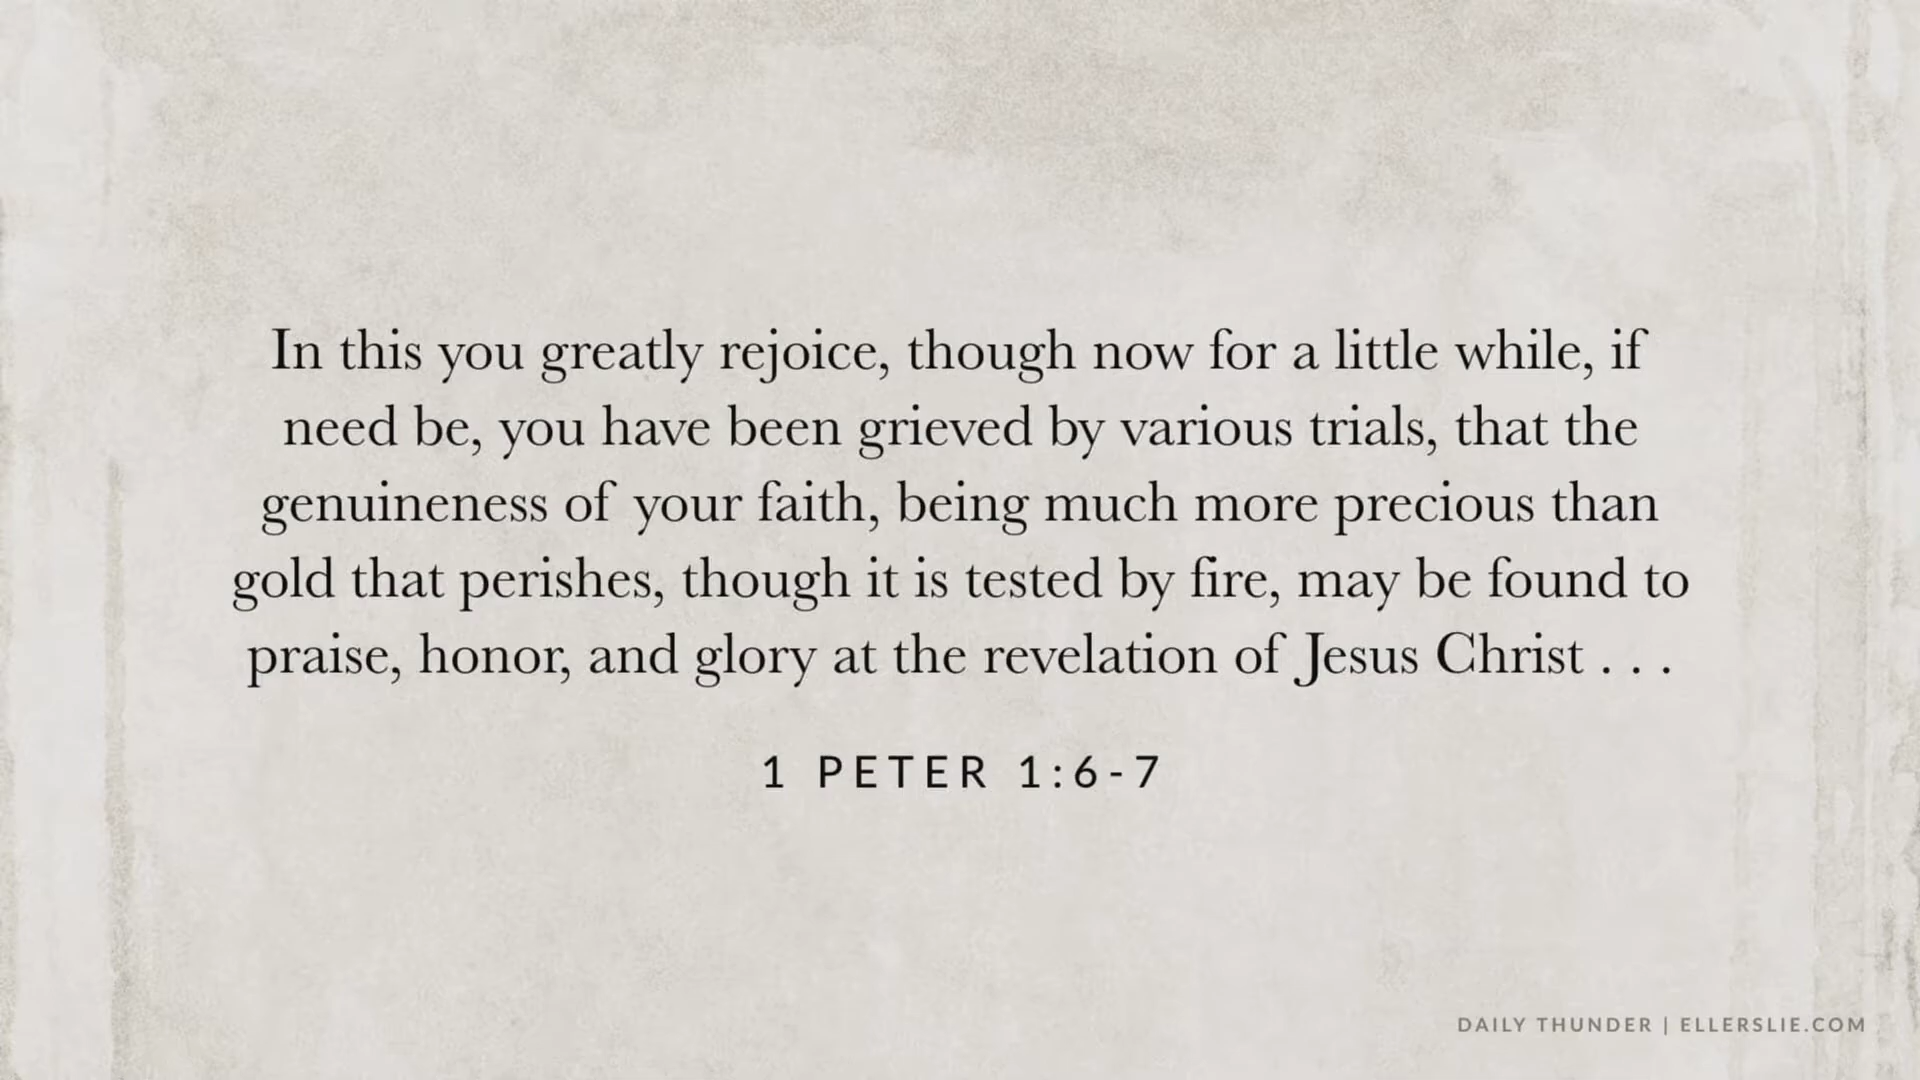 In this you greatly rejoice, though now for a little while, if
need be, you have been grieved by various trials, that the
genuineness of your faith, being much more precious than
gold that perishes, though it is tested by fire, may be found to
praise, honor, and glory at the revelation of Jesus Christ . . .
1 PETER 1:6-7
DAILY THUNDER | ELLERSLIE.COM